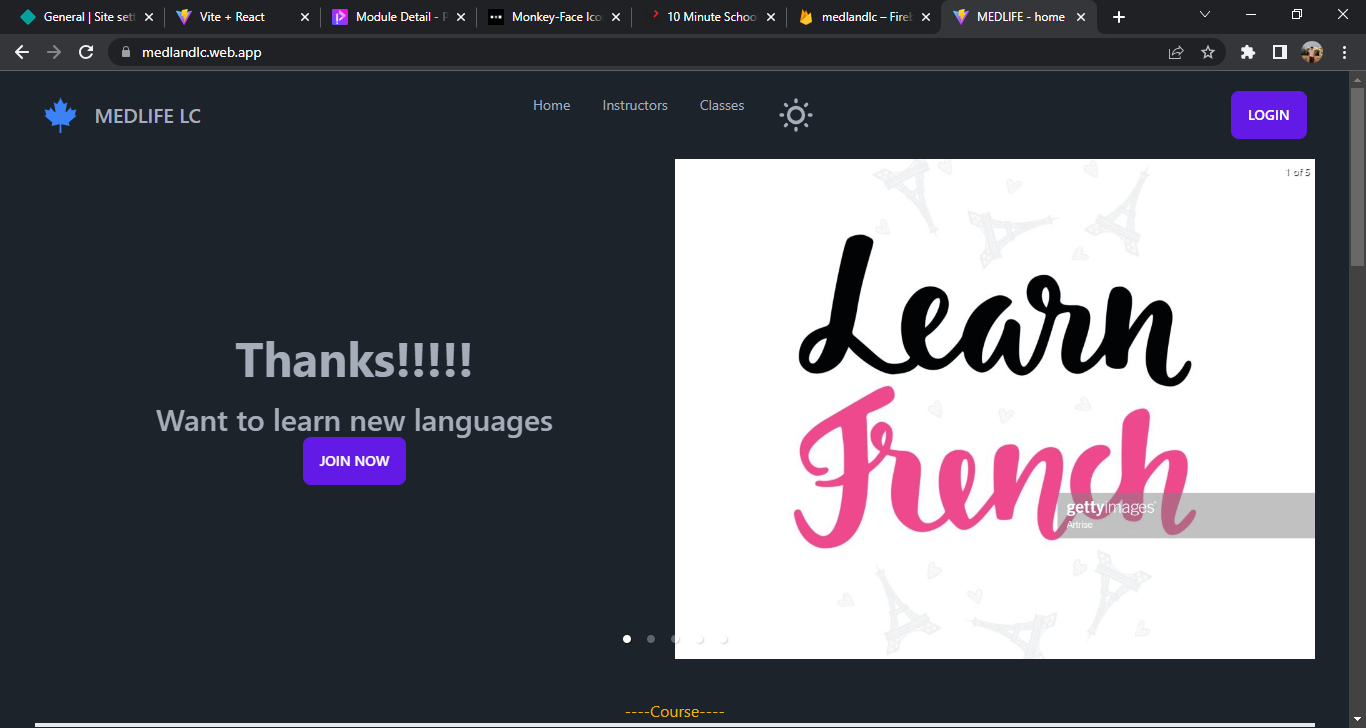 General | Site sett
Vite + React
Module Detail - P
Monkey-Face Ico
10 Minute Schoo
medlandlc – Fireb
MEDLIFE - home
medlandlc.web.app
MEDLIFE LC
Home
Instructors
Classes
LOGIN
1 of 5
Learn
French
Thanks!!!!!
Want to learn new languages
JOIN NOW
gettyimages
Artrise
----Course----